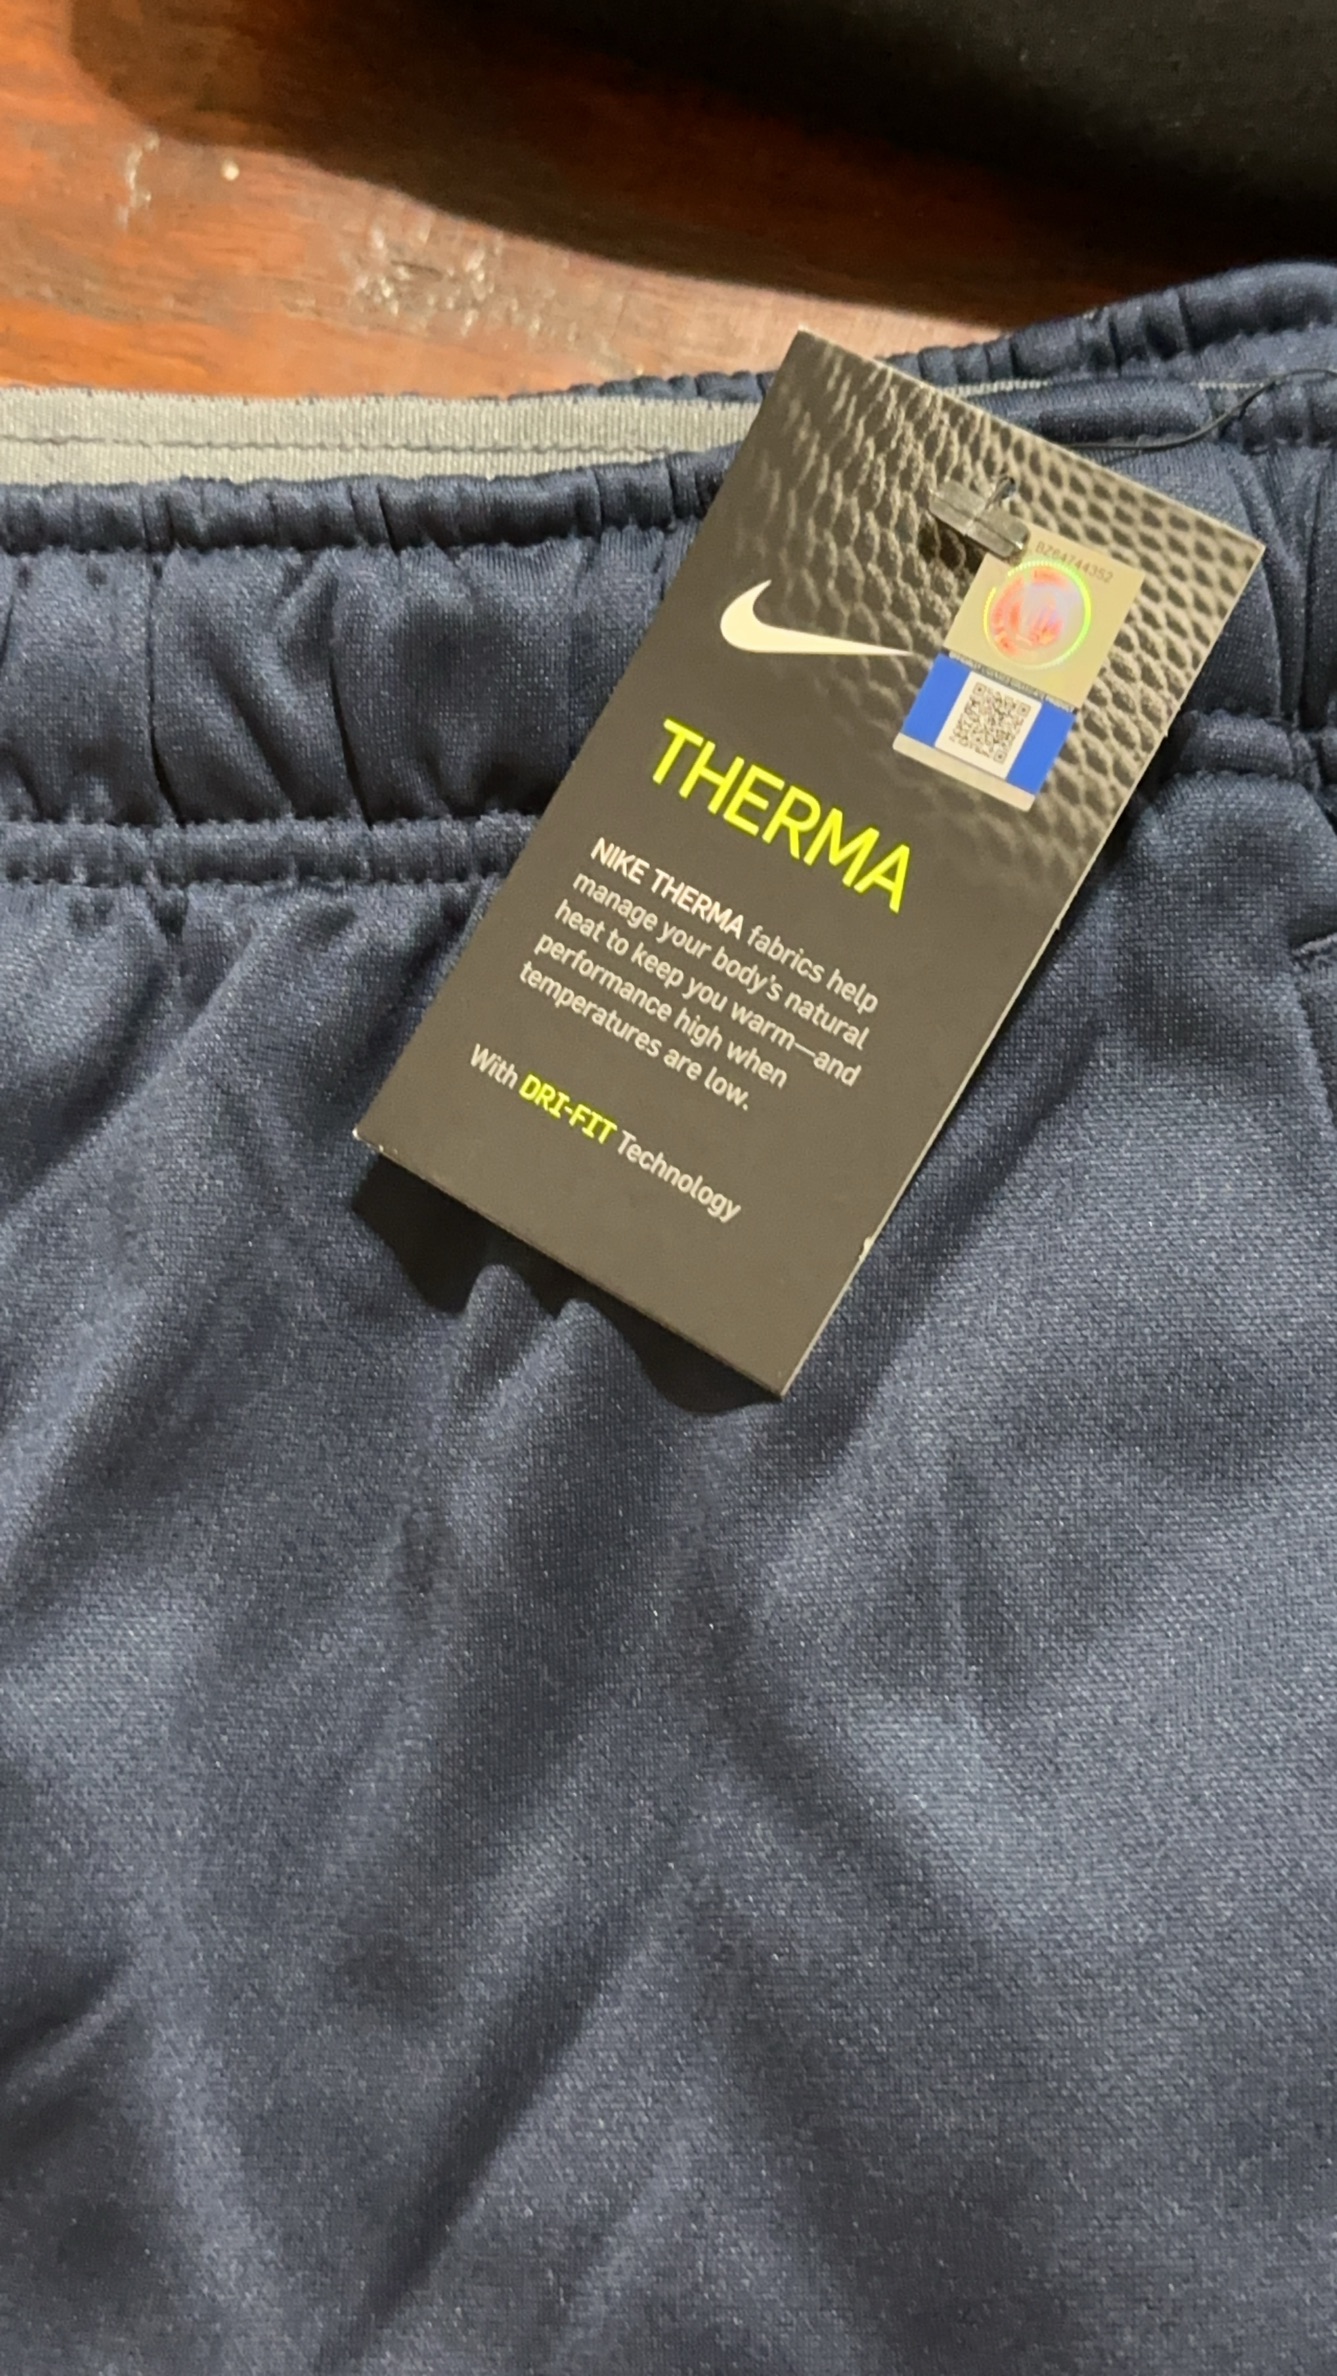 BZ64744352
THERMA
NIKE THERMA fabrics help
manage your body's natural
heat to keep you warm—and
performance high when
temperatures are low.
With DRI-FIT Technology